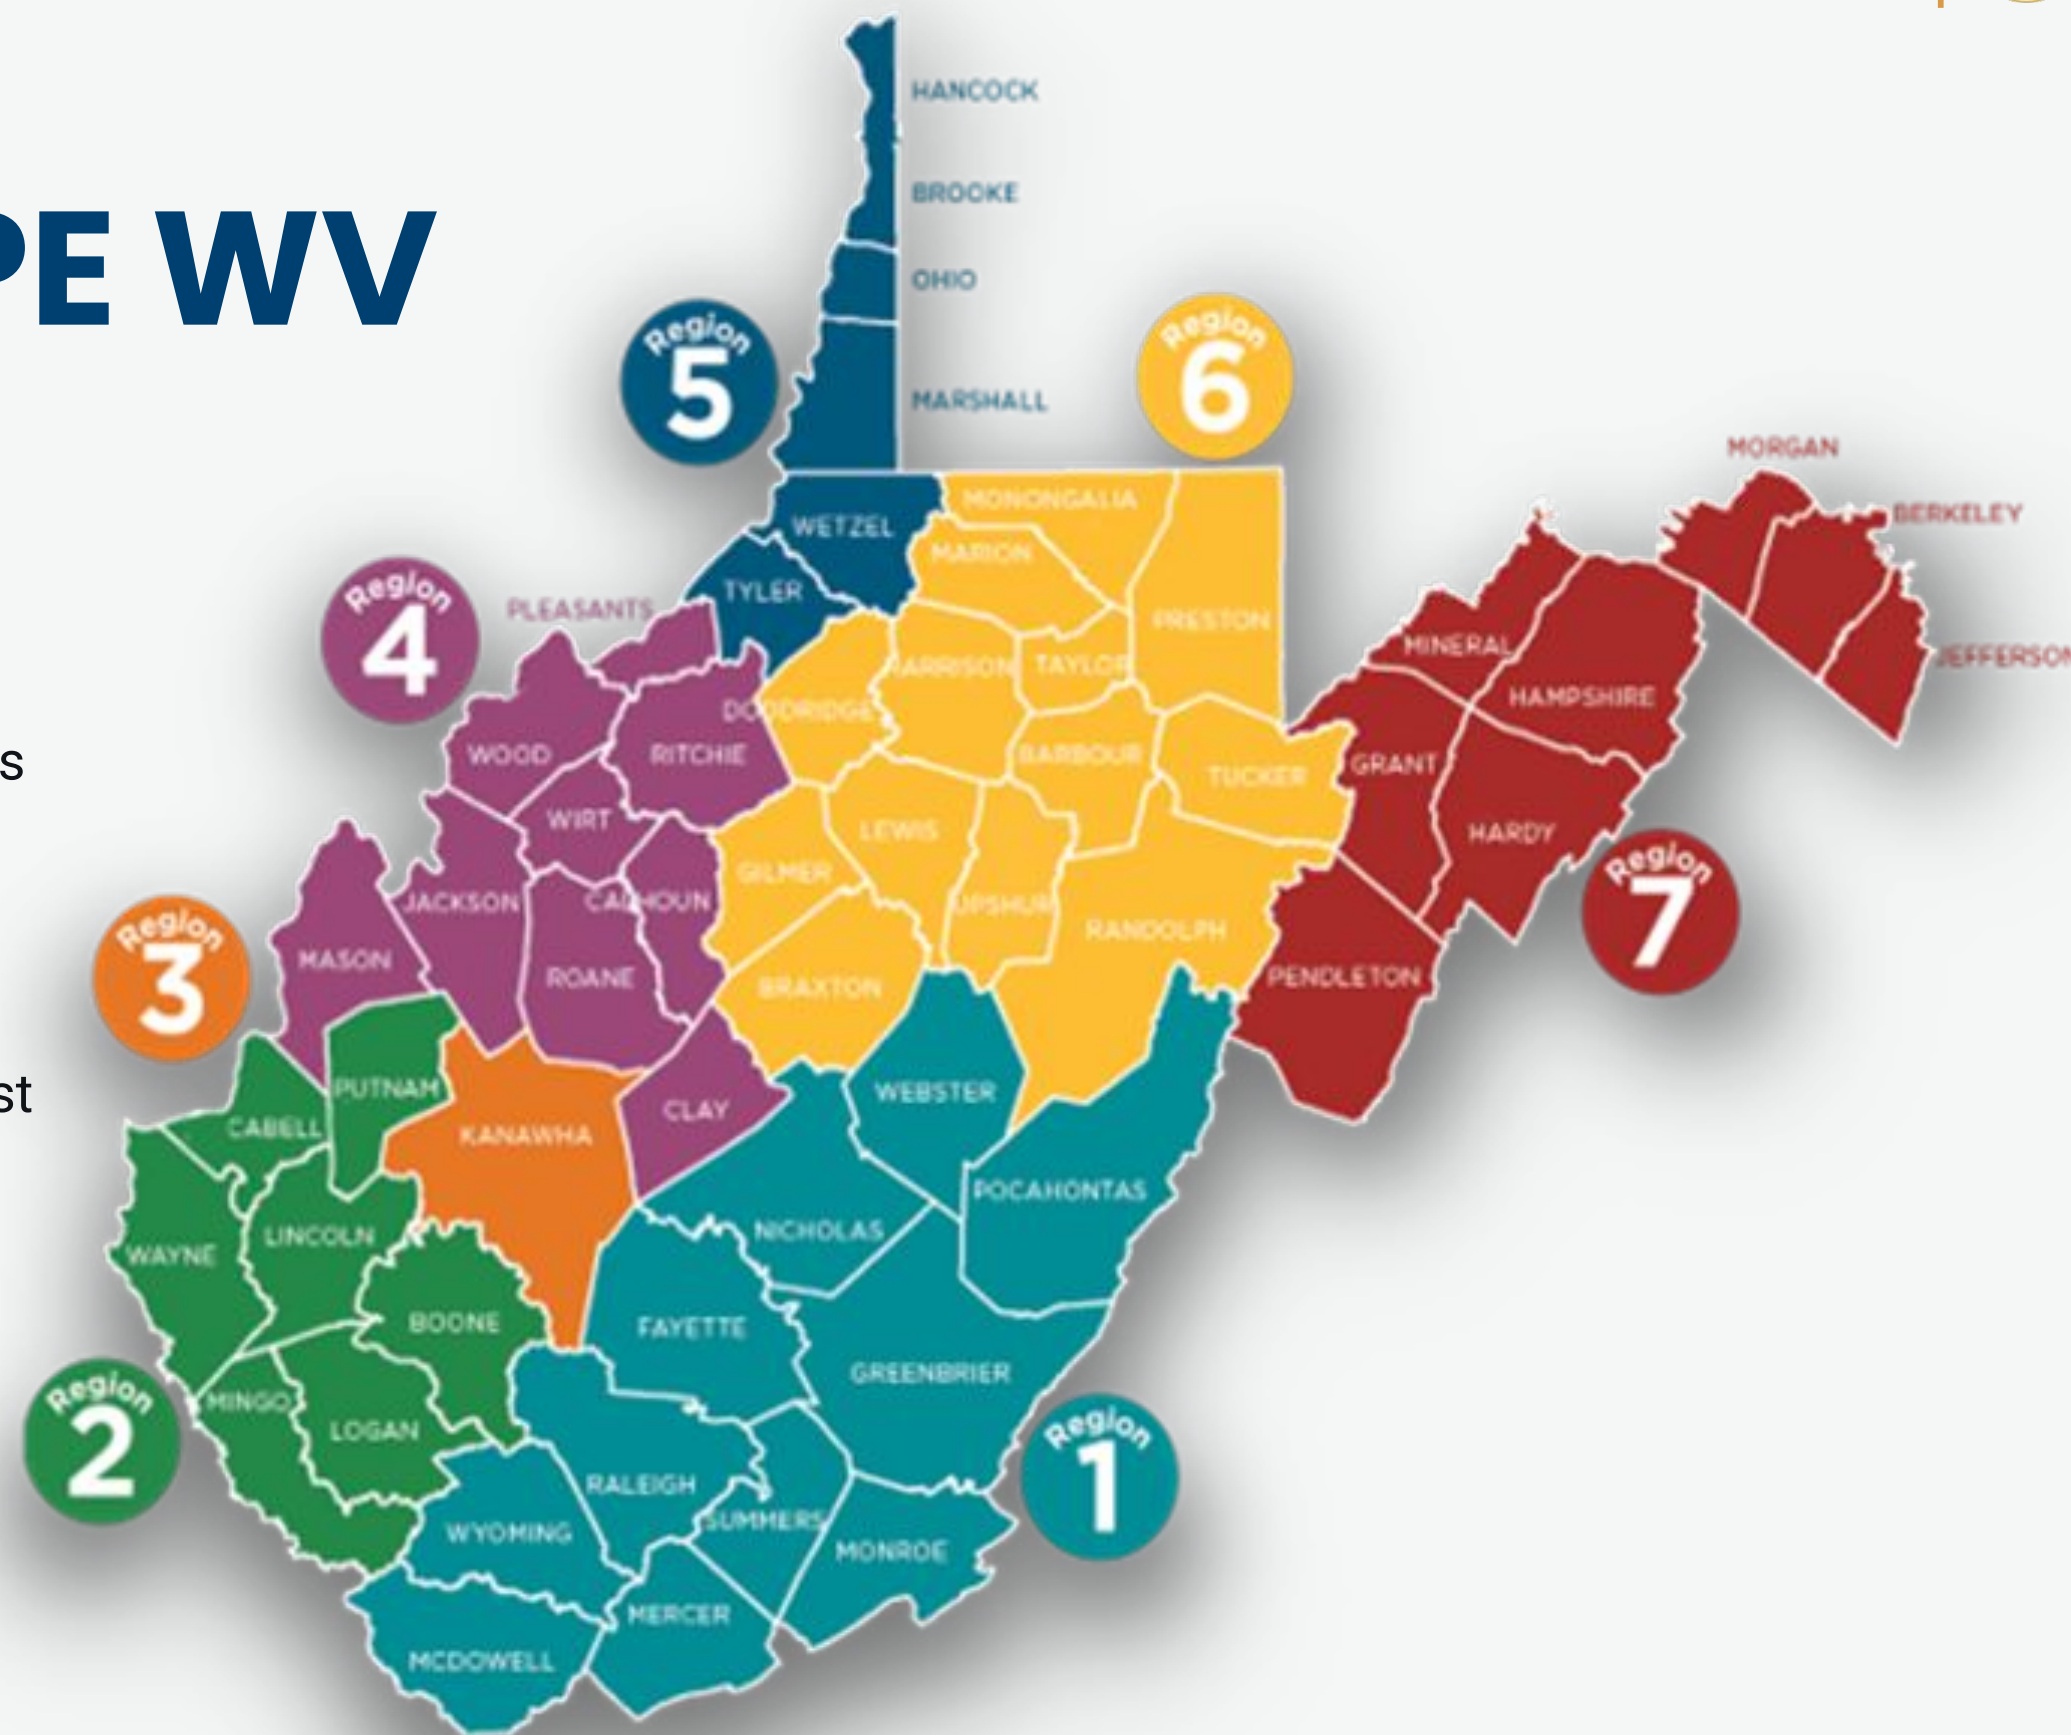 HANCOCK
BROOKE
PE WV
OHIO
Region
5
Region
6
MARSHALL
MORGAN
MONONGALIA
BERKELEY
WETZEL
MARION
Region
4
PLEASANTS
TYLER
PRESTON
MINERAL
HARRISON
TAYLOR
JEFFERSON
HAMPSHIRE
DODDRIDGE
WOOD
RITCHIE
BARBOUR
TUCKER
GRANT
s
WIRT
LEWIS
HARDY
GILMER
Region
7
JACKSON
CALHOUN
UPSHUR
RANDOLPH
Region
3
MASON
ROANE
BRAXTON
PENDLETON
PUTNAM
WEBSTER
st
CLAY
CABELL
KANAWHA
POCAHONTAS
NICHOLAS
LINCOLN
WAYNE
BOONE
FAYETTE
GREENBRIER
Region
2
MINGO
LOGAN
Region
1
RALEIGH
SUMMERS
WYOMING
MONROE
MERCER
MCDOWELL